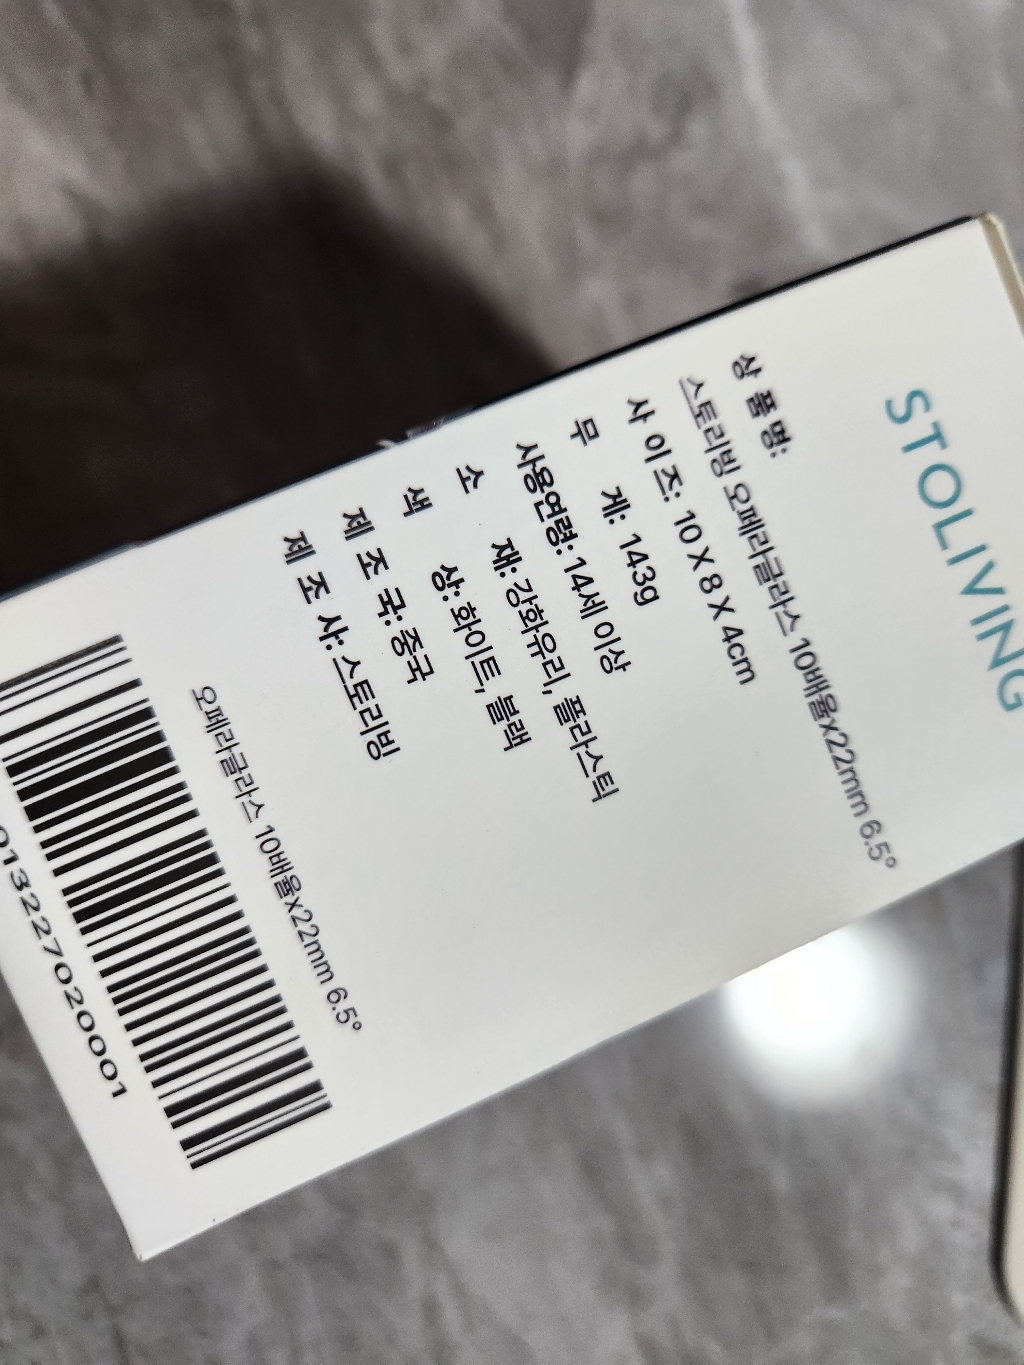 STOLIVING
상 품 명:
스토리빙 오페라글라스 10배율x22mm 6.5°
사 이 즈: 10 X 8 X 4cm
무 게: 143g
사용연령: 14세 이상
소 재: 강화유리, 플라스틱
색 상: 화이트, 블랙
제 조 국: 중국
제 조 사: 스토리빙
오페라글라스 10배율x22mm 6.5°
0132270200001